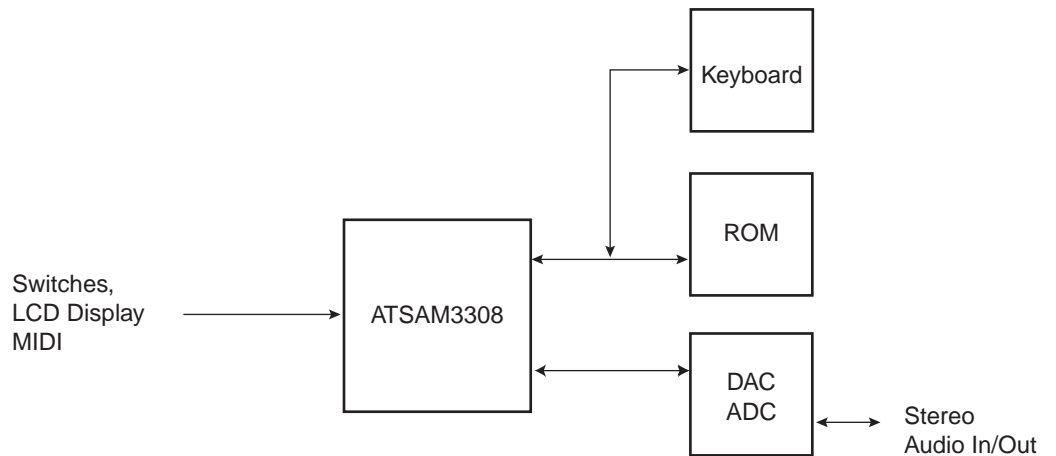 Keyboard
ROM
Switches,
LCD Display
MIDI
ATSAM3308
DAC
ADC
Stereo
Audio In/Out